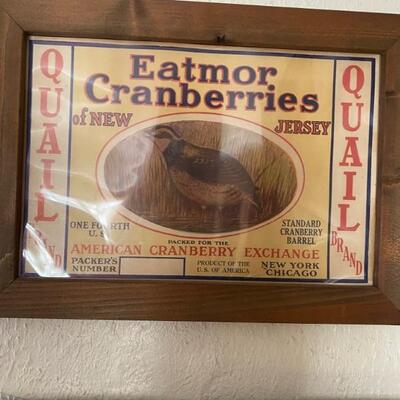 Eatmor
Cranberries
of NEW JERSEY
QUAIL
BRAND
QUAIL
BRAND
ONE FOURTH
U.S.
STANDARD
CRANBERRY
BARREL
PACKED FOR THE
AMERICAN CRANBERRY EXCHANGE
PACKER'S
NUMBER
PRODUCT OF THE
U.S. OF AMERICA
NEW YORK
CHICAGO